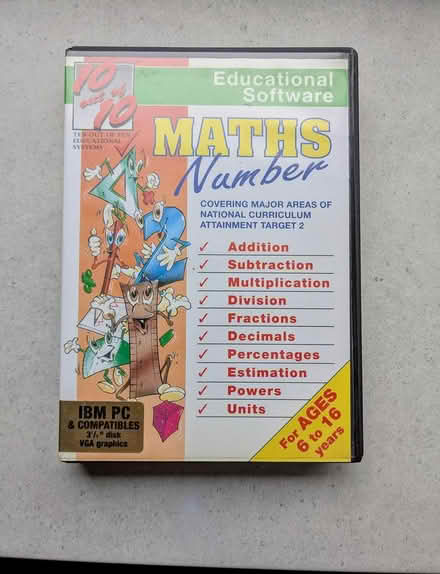 10
out of
10
TEN OUT OF TEN
EDUCATIONAL
SYSTEMS
Educational
Software
MATHS
Number
COVERING MAJOR AREAS OF
NATIONAL CURRICULUM
ATTAINMENT TARGET 2
✓ Addition
✓ Subtraction
✓ Multiplication
✓ Division
✓ Fractions
✓ Decimals
✓ Percentages
✓ Estimation
✓ Powers
✓ Units
IBM PC
& COMPATIBLES
3½" disk
VGA graphics
For AGES
6 to 16
years